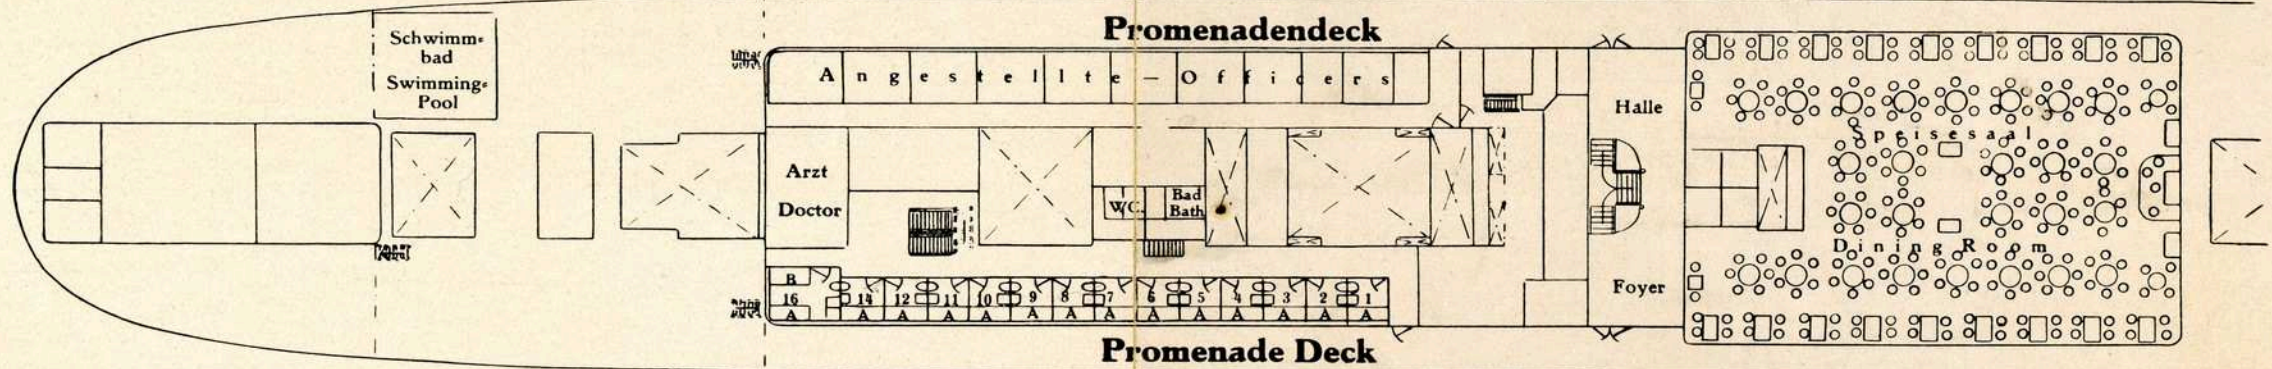 Promenadendeck
Schwimm=
bad
Swimming=
Pool
Angestellte — Officers
Halle
Speisesaal
Arzt
Doctor
W.C.
Bad
Bath
Dining Room
Foyer
B
16 14 12 11 10 9 8 7 6 5 4 3 2 1
A A A A A A A A A A A A A A
Promenade Deck